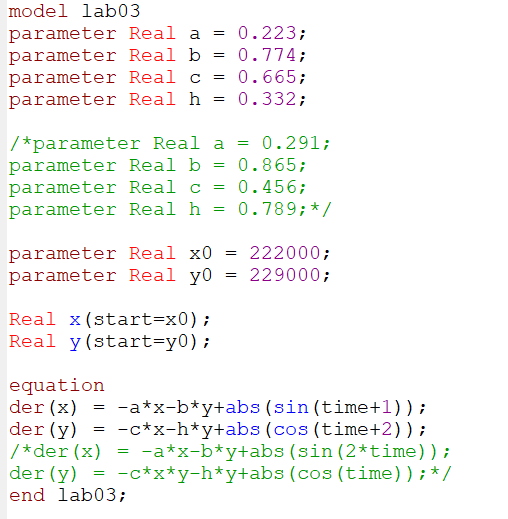 model lab03
parameter Real a = 0.223;
parameter Real b = 0.774;
parameter Real c = 0.665;
parameter Real h = 0.332;
/*parameter Real a = 0.291;
parameter Real b = 0.865;
parameter Real c = 0.456;
parameter Real h = 0.789;*/
parameter Real x0 = 222000;
parameter Real y0 = 229000;
Real x(start=x0);
Real y(start=y0);
equation
der(x) = -a*x-b*y+abs(sin(time+1));
der(y) = -c*x-h*y+abs(cos(time+2));
/*der(x) = -a*x-b*y+abs(sin(2*time));
der(y) = -c*x*y-h*y+abs(cos(time));*/
end lab03;